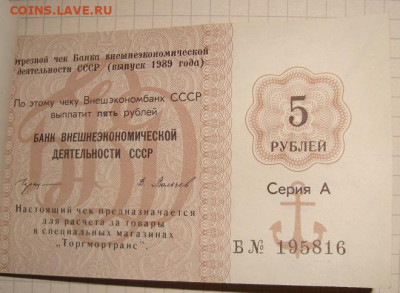 COINS.LAVE.RU
Отрезной чек Банка внешнеэкономической
деятельности СССР (выпуск 1989 года)
По этому чеку Внешэкономбанк СССР
выплатит пять рублей
БАНК ВНЕШНЕЭКОНОМИЧЕСКОЙ
ДЕЯТЕЛЬНОСТИ СССР
Настоящий чек предназначается
для расчета за товары
в специальных магазинах
„Торгмортранс".
5
РУБЛЕЙ
Серия А
Б № 195816